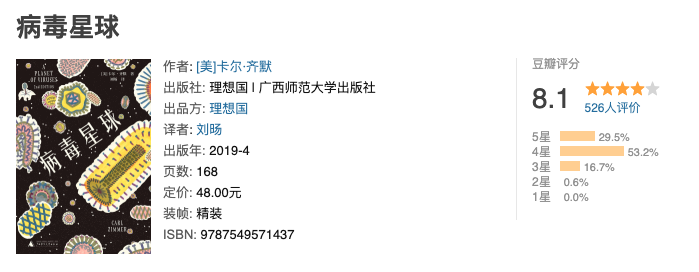 病毒星球
A PLANET OF VIRUSES
病毒星球
CARL ZIMMER
作者: [美]卡尔·齐默
出版社: 理想国 | 广西师范大学出版社
出品方: 理想国
译者: 刘旸
出版年: 2019-4
页数: 168
定价: 48.00元
装帧: 精装
ISBN: 9787549571437
豆瓣评分
8.1
526人评价
5星 29.5%
4星 53.2%
3星 16.7%
2星 0.6%
1星 0.0%